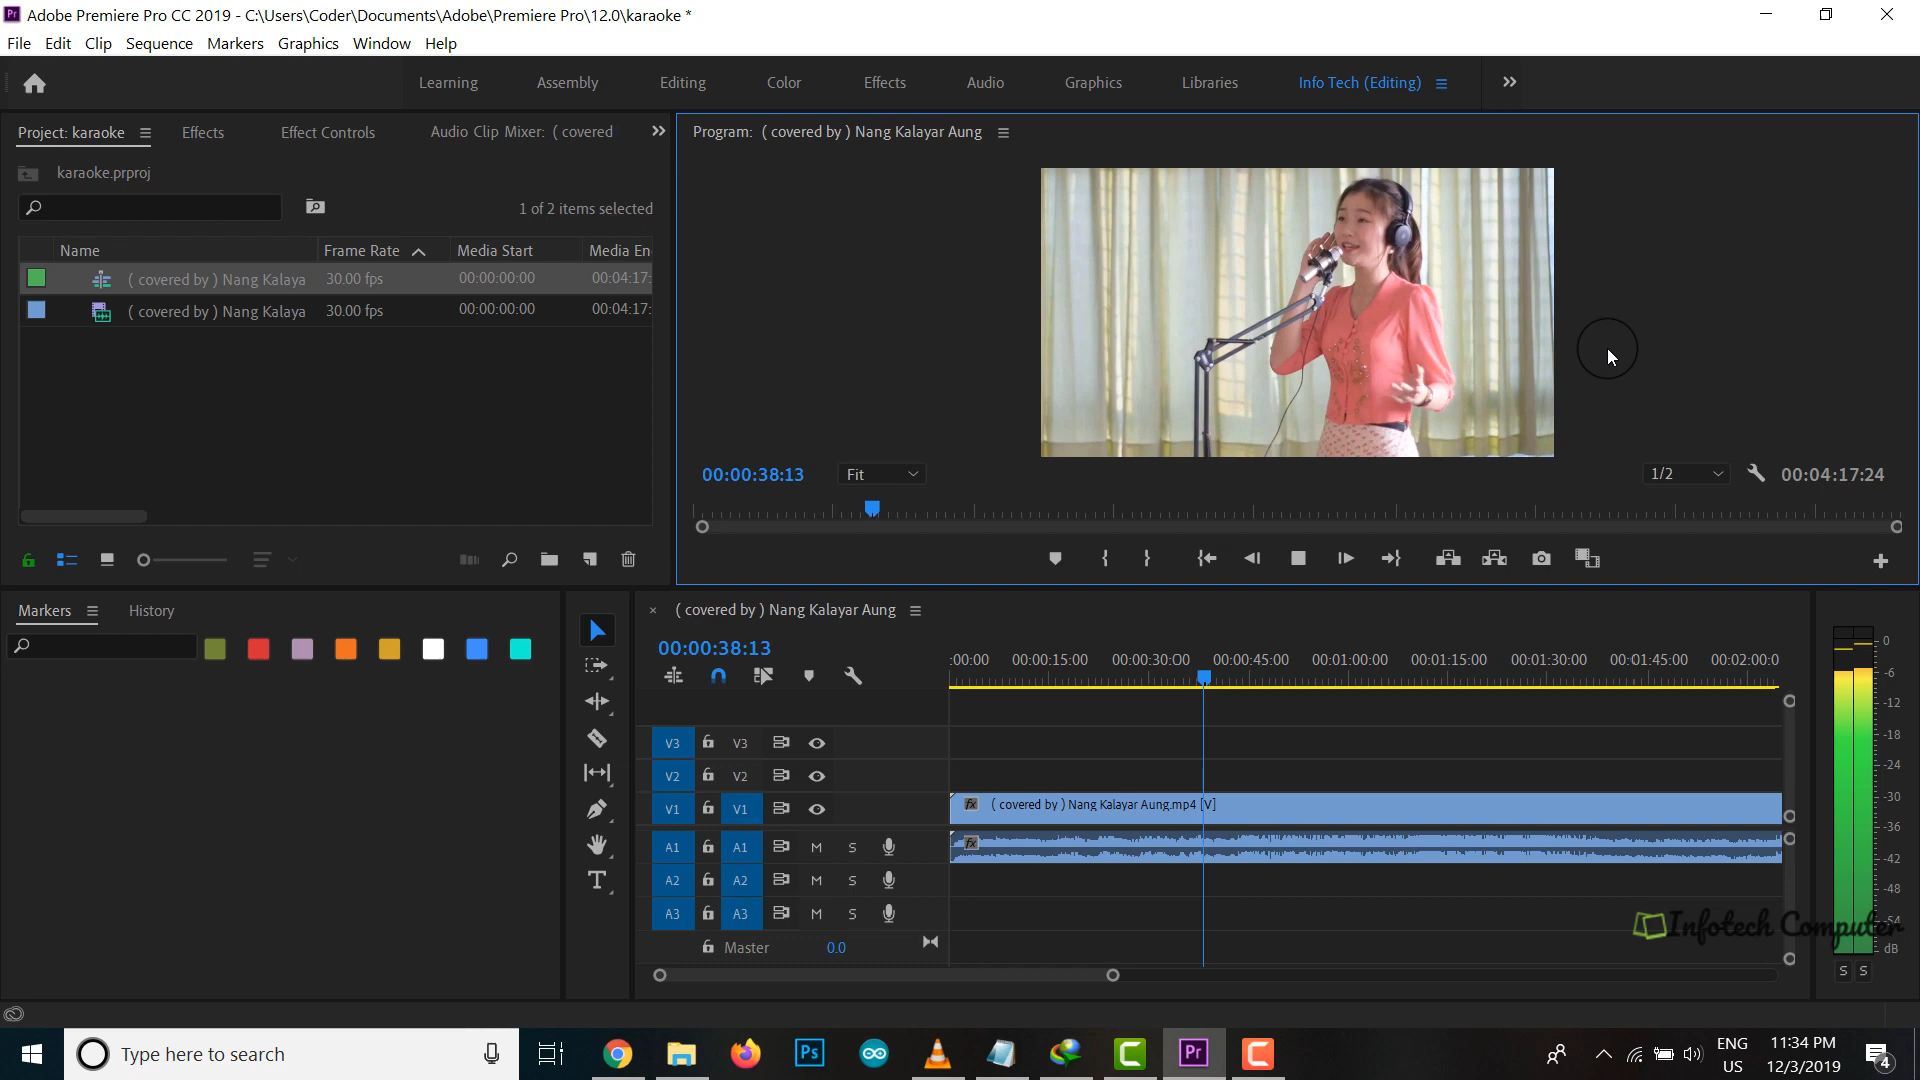 Adobe Premiere Pro CC 2019 - C:\Users\Coder\Documents\Adobe\Premiere Pro\12.0\karaoke *
File Edit Clip Sequence Markers Graphics Window Help
Learning Assembly Editing Color Effects Audio Graphics Libraries Info Tech (Editing)
Project: karaoke Effects Effect Controls Audio Clip Mixer: ( covered
karaoke.prproj
1 of 2 items selected
Name Frame Rate Media Start Media En
( covered by ) Nang Kalaya 30.00 fps 00:00:00:00 00:04:17:
( covered by ) Nang Kalaya 30.00 fps 00:00:00:00 00:04:17:
Program: ( covered by ) Nang Kalayar Aung
00:00:38:13 Fit 1/2 00:04:17:24
Markers History
× ( covered by ) Nang Kalayar Aung
00:00:38:13
:00:00 00:00:15:00 00:00:30:00 00:00:45:00 00:01:00:00 00:01:15:00 00:01:30:00 00:01:45:00 00:02:00:0
V3 V3
V2 V2
V1 V1 fx ( covered by ) Nang Kalayar Aung.mp4 [V]
A1 A1 M S fx
A2 A2 M S
A3 A3 M S
Master 0.0
0
-6
-12
-18
-24
-30
-36
-42
-48
-54
dB
S S
Infotech Computer
Type here to search
Ps
Pr
ENG
US
11:34 PM
12/3/2019
4